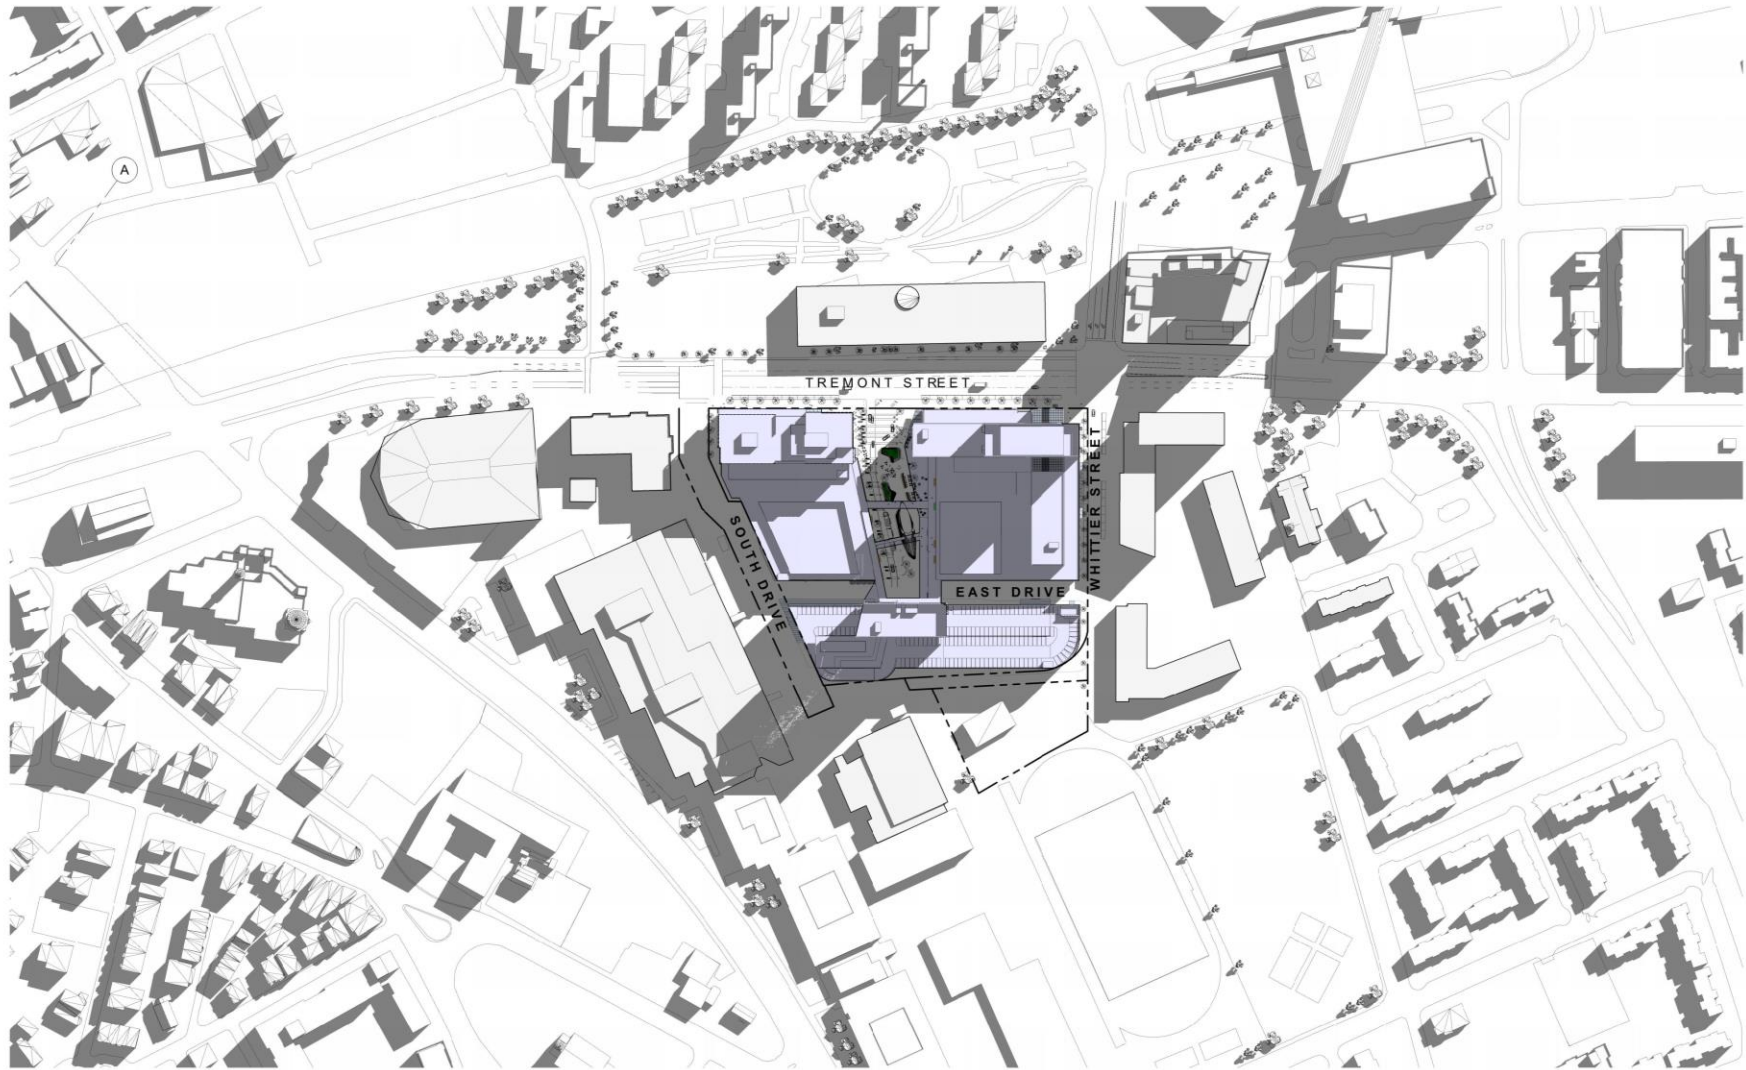 A
TREMONT STREET
WHITTIER STREET
SOUTH DRIVE
EAST DRIVE